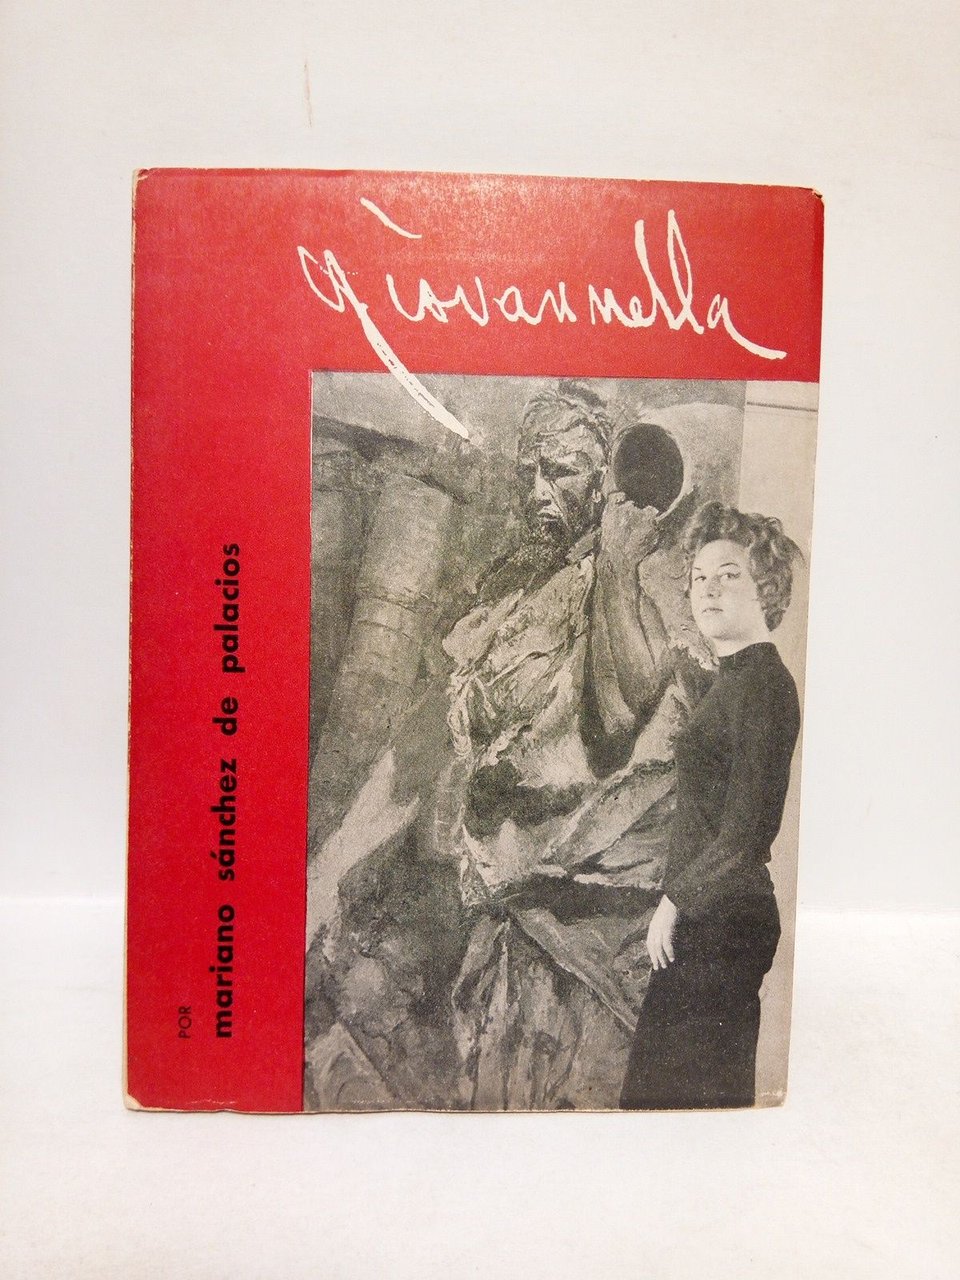 giovannella
POR
mariano sánchez de palacios